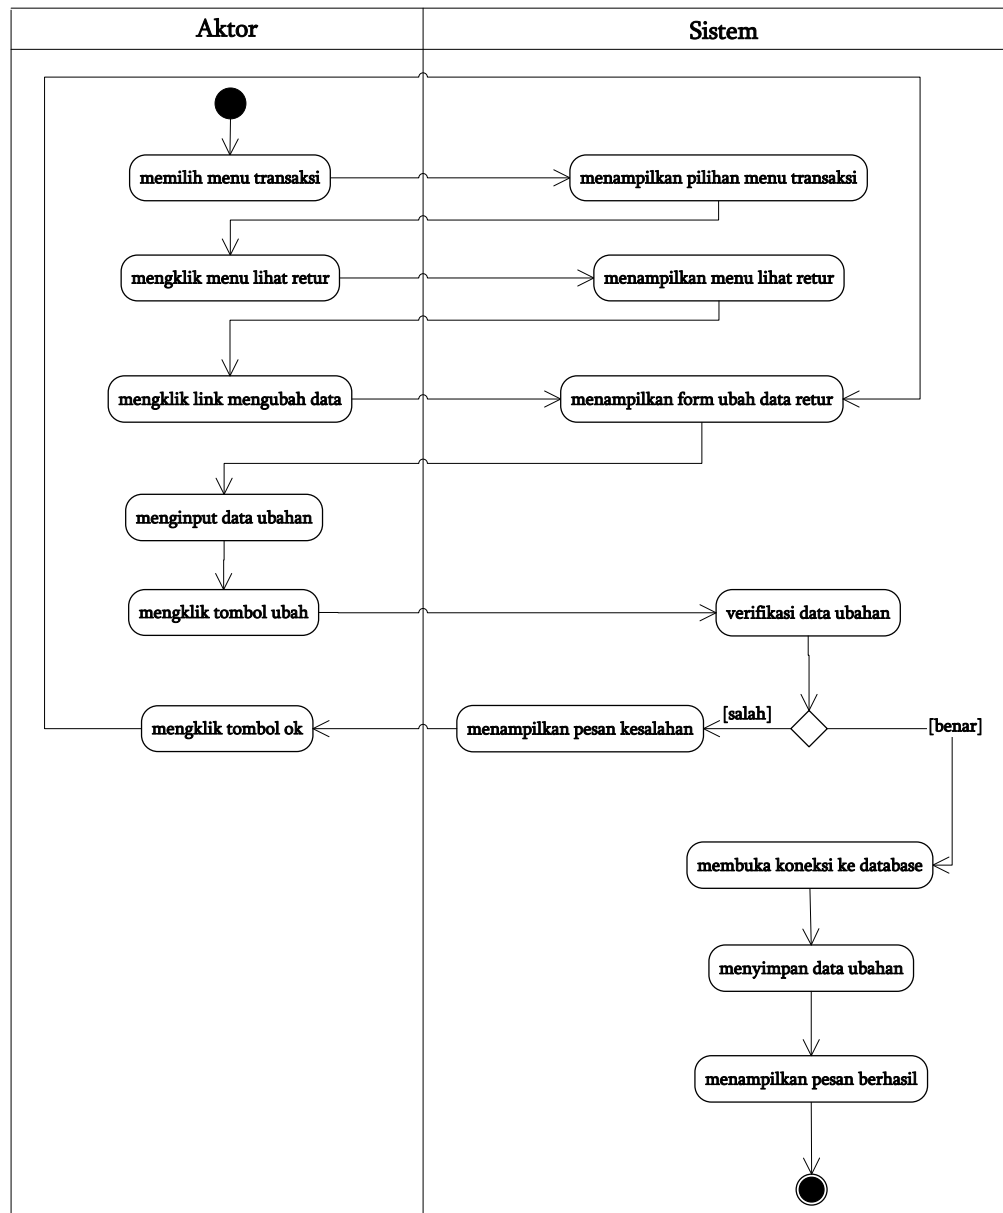 Aktor
Sistem
memilih menu transaksi
menampilkan pilihan menu transaksi
mengklik menu lihat retur
menampilkan menu lihat retur
mengklik link mengubah data
menampilkan form ubah data retur
menginput data ubahan
mengklik tombol ubah
verifikasi data ubahan
[salah]
[benar]
mengklik tombol ok
menampilkan pesan kesalahan
membuka koneksi ke database
menyimpan data ubahan
menampilkan pesan berhasil